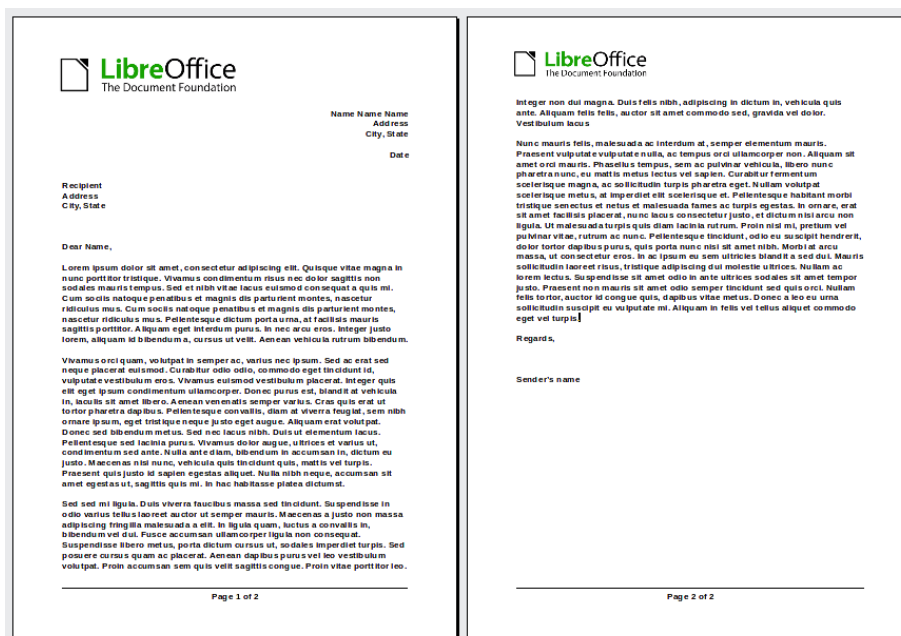 LibreOffice
The Document Foundation
Name Name Name
Address
City, State
Date
Recipient
Address
City, State
Dear Name,
Lorem ipsum dolor sit amet, consectetur adipiscing elit. Quisque vitae magna in
nunc porttitor tristique. Vivamus condimentum risus nec dolor sagittis non
sodales mauris tempus. Sed et nibh vitae lacus euismod consequat a quis mi.
Cum sociis natoque penatibus et magnis dis parturient montes, nascetur
ridiculus mus. Cum sociis natoque penatibus et magnis dis parturient montes,
nascetur ridiculus mus. Pellentesque dictum porta urna, at facilisis mauris
sagittis porttitor. Aliquam eget interdum purus. In nec arcu eros. Integer justo
lorem, aliquam id bibendum a, cursus ut velit. Aenean vehicula rutrum bibendum.
Vivamus orci quam, volutpat in semper ac, varius nec ipsum. Sed ac erat sed
neque placerat euismod. Curabitur odio odio, commodo eget tincidunt id,
vulputate vestibulum eros. Vivamus euismod vestibulum placerat. Integer quis
elit eget ipsum condimentum ullamcorper. Donec purus est, blandit at vehicula
in, iaculis sit amet libero. Aenean venenatis semper varius. Cras quis erat ut
tortor pharetra dapibus. Pellentesque convallis, diam at viverra feugiat, sem nibh
ornare ipsum, eget tristique neque justo eget augue. Aliquam erat volutpat.
Donec sed bibendum metus. Sed nec lacus nibh. Duis ut elementum lacus.
Pellentesque sed lacinia purus. Vivamus dolor augue, ultrices et varius ut,
condimentum sed ante. Nulla ante diam, bibendum in accumsan in, dictum eu
justo. Maecenas nisi nunc, vehicula quis tincidunt quis, mattis vel turpis.
Praesent quis justo id sapien egestas aliquet. Nulla nibh neque, accumsan sit
amet egestas ut, sagittis quis mi. In hac habitasse platea dictumst.
Sed sed mi ligula. Duis viverra faucibus massa sed tincidunt. Suspendisse in
odio varius tellus laoreet auctor ut semper mauris. Maecenas a justo non massa
adipiscing fringilla malesuada a elit. In ligula quam, luctus a convallis in,
bibendum vel dui. Fusce accumsan ullamcorper ligula non consequat.
Suspendisse libero metus, porta dictum cursus ut, sodales imperdiet turpis. Sed
posuere cursus quam ac placerat. Aenean dapibus purus vel leo vestibulum
volutpat. Proin accumsan sem quis velit sagittis congue. Proin vitae porttitor leo.
Page 1 of 2
LibreOffice
The Document Foundation
Integer non dui magna. Duis felis nibh, adipiscing in dictum in, vehicula quis
ante. Aliquam felis felis, auctor sit amet commodo sed, gravida vel dolor.
Vestibulum lacus
Nunc mauris felis, malesuada ac interdum at, semper elementum mauris.
Praesent vulputate vulputate nulla, ac tempus orci ullamcorper non. Aliquam sit
amet orci mauris. Phasellus tempus, sem ac pulvinar vehicula, libero nunc
pharetra nunc, eu mattis metus lectus vel sapien. Curabitur fermentum
scelerisque magna, ac sollicitudin turpis pharetra eget. Nullam volutpat
scelerisque metus, at imperdiet elit scelerisque et. Pellentesque habitant morbi
tristique senectus et netus et malesuada fames ac turpis egestas. In ornare, erat
sit amet facilisis placerat, nunc lacus consectetur justo, et dictum nisi arcu non
ligula. Ut malesuada turpis quis diam lacinia rutrum. Proin nisl mi, pretium vel
pulvinar vitae, rutrum ac nunc. Pellentesque tincidunt, odio eu suscipit hendrerit,
dolor tortor dapibus purus, quis porta nunc nisi sit amet nibh. Morbi at arcu
massa, ut consectetur eros. In ac ipsum eu sem ultricies blandit a sed dui. Mauris
sollicitudin laoreet risus, tristique adipiscing dui molestie ultrices. Nullam ac
lorem lectus. Suspendisse sit amet odio in ante ultrices sodales sit amet tempor
justo. Praesent non mauris sit amet odio semper tincidunt sed quis orci. Nullam
felis tortor, auctor id congue quis, dapibus vitae metus. Donec a leo eu urna
sollicitudin suscipit eu vulputate mi. Aliquam in felis vel tellus aliquet commodo
eget vel turpis.
Regards,
Sender's name
Page 2 of 2